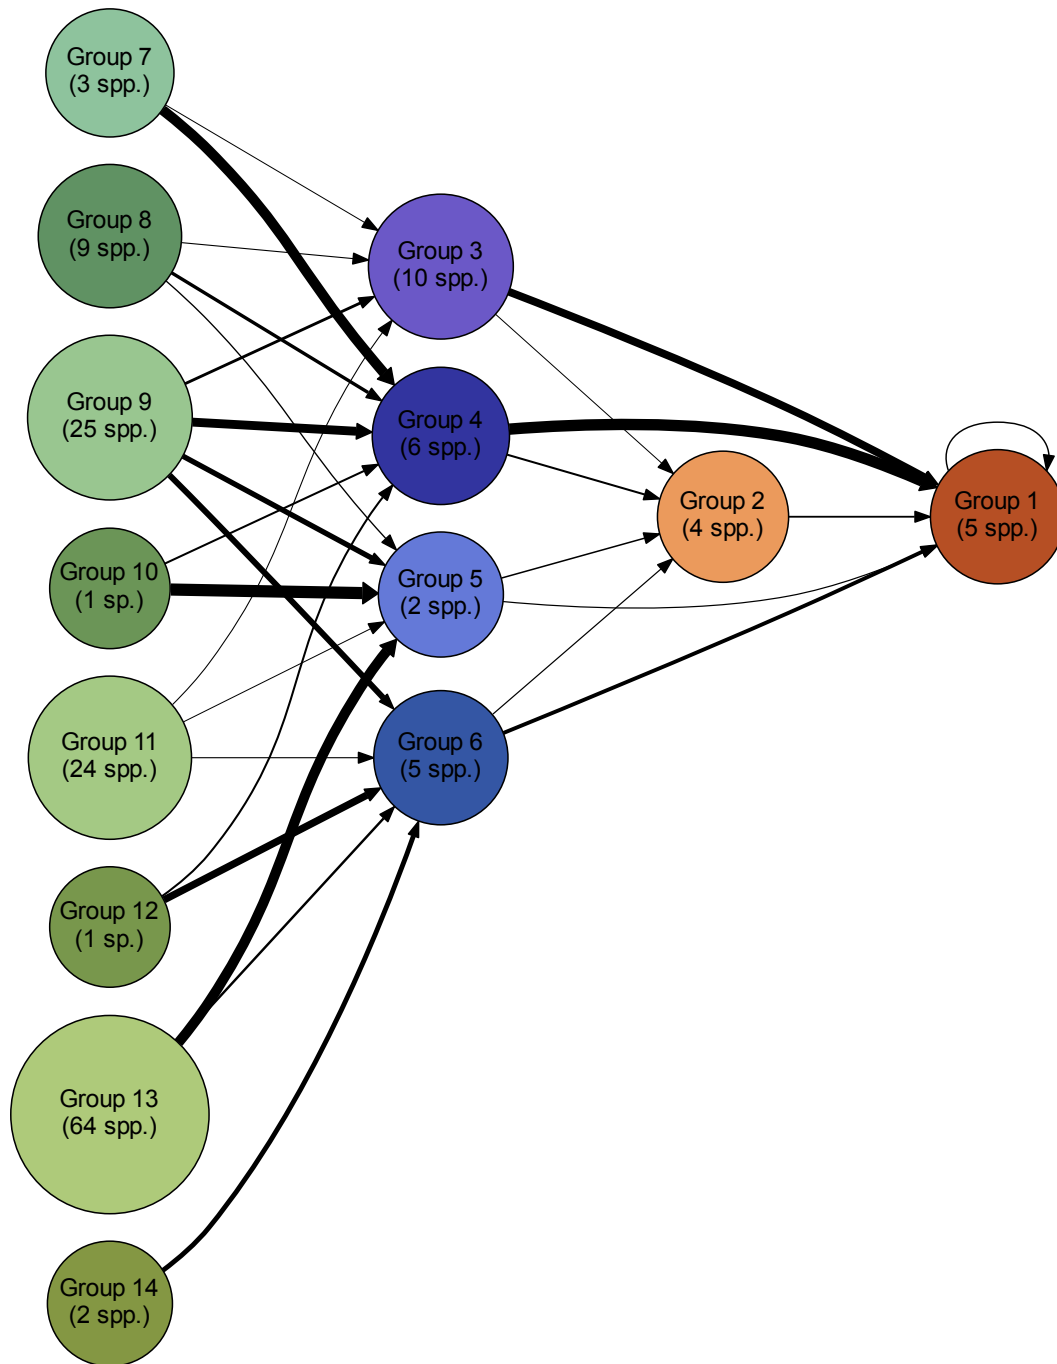 Group 7
(3 spp.)
Group 8
(9 spp.)
Group 9
(25 spp.)
Group 10
(1 sp.)
Group 11
(24 spp.)
Group 12
(1 sp.)
Group 13
(64 spp.)
Group 14
(2 spp.)
Group 3
(10 spp.)
Group 4
(6 spp.)
Group 5
(2 spp.)
Group 6
(5 spp.)
Group 2
(4 spp.)
Group 1
(5 spp.)